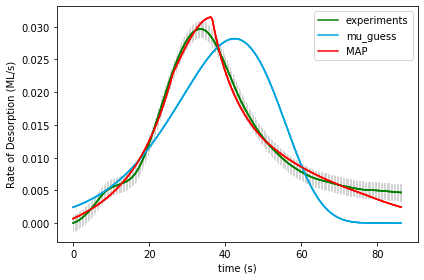 experiments
mu_guess
MAP
Rate of Desorption (ML/s)
0.030
0.025
0.020
0.015
0.010
0.005
0.000
0 20 40 60 80
time (s)